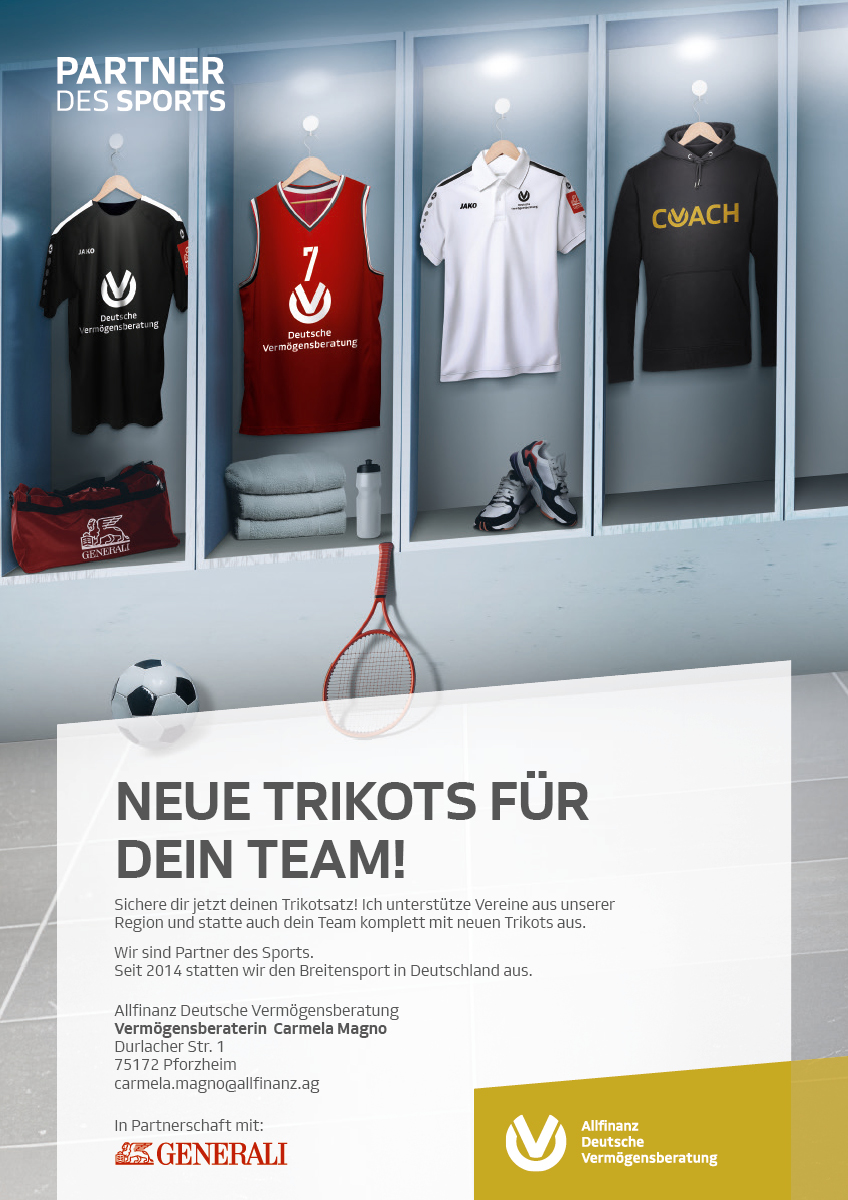 PARTNER
DES SPORTS
JAKO
Deutsche
Vermögensberatung
7
Deutsche
Vermögensberatung
JAKO
Deutsche
Vermögensberatung
COACH
GENERALI
NEUE TRIKOTS FÜR
DEIN TEAM!
Sichere dir jetzt deinen Trikotsatz! Ich unterstütze Vereine aus unserer
Region und statte auch dein Team komplett mit neuen Trikots aus.
Wir sind Partner des Sports.
Seit 2014 statten wir den Breitensport in Deutschland aus.
Allfinanz Deutsche Vermögensberatung
Vermögensberaterin Carmela Magno
Durlacher Str. 1
75172 Pforzheim
carmela.magno@allfinanz.ag
In Partnerschaft mit:
GENERALI
Allfinanz
Deutsche
Vermögensberatung